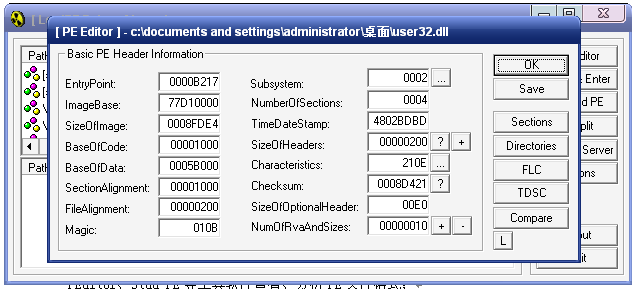 [ PE Editor ] - c:\documents and settings\administrator\桌面\user32.dll
Basic PE Header Information
EntryPoint: 0000B217
ImageBase: 77D10000
SizeOfImage: 0008FDE4
BaseOfCode: 00001000
BaseOfData: 0005B000
SectionAlignment: 00001000
FileAlignment: 00000200
Magic: 010B
Subsystem: 0002 ...
NumberOfSections: 0004
TimeDateStamp: 4802BDBD
SizeOfHeaders: 00000200 ? +
Characteristics: 210E ...
Checksum: 0008D421 ?
SizeOfOptionalHeader: 00E0
NumOfRvaAndSizes: 00000010 + -
OK
Save
Sections
Directories
FLC
TDSC
Compare
L
Path
Path
ditor
Enter
d PE
plit
Server
ons
out
it